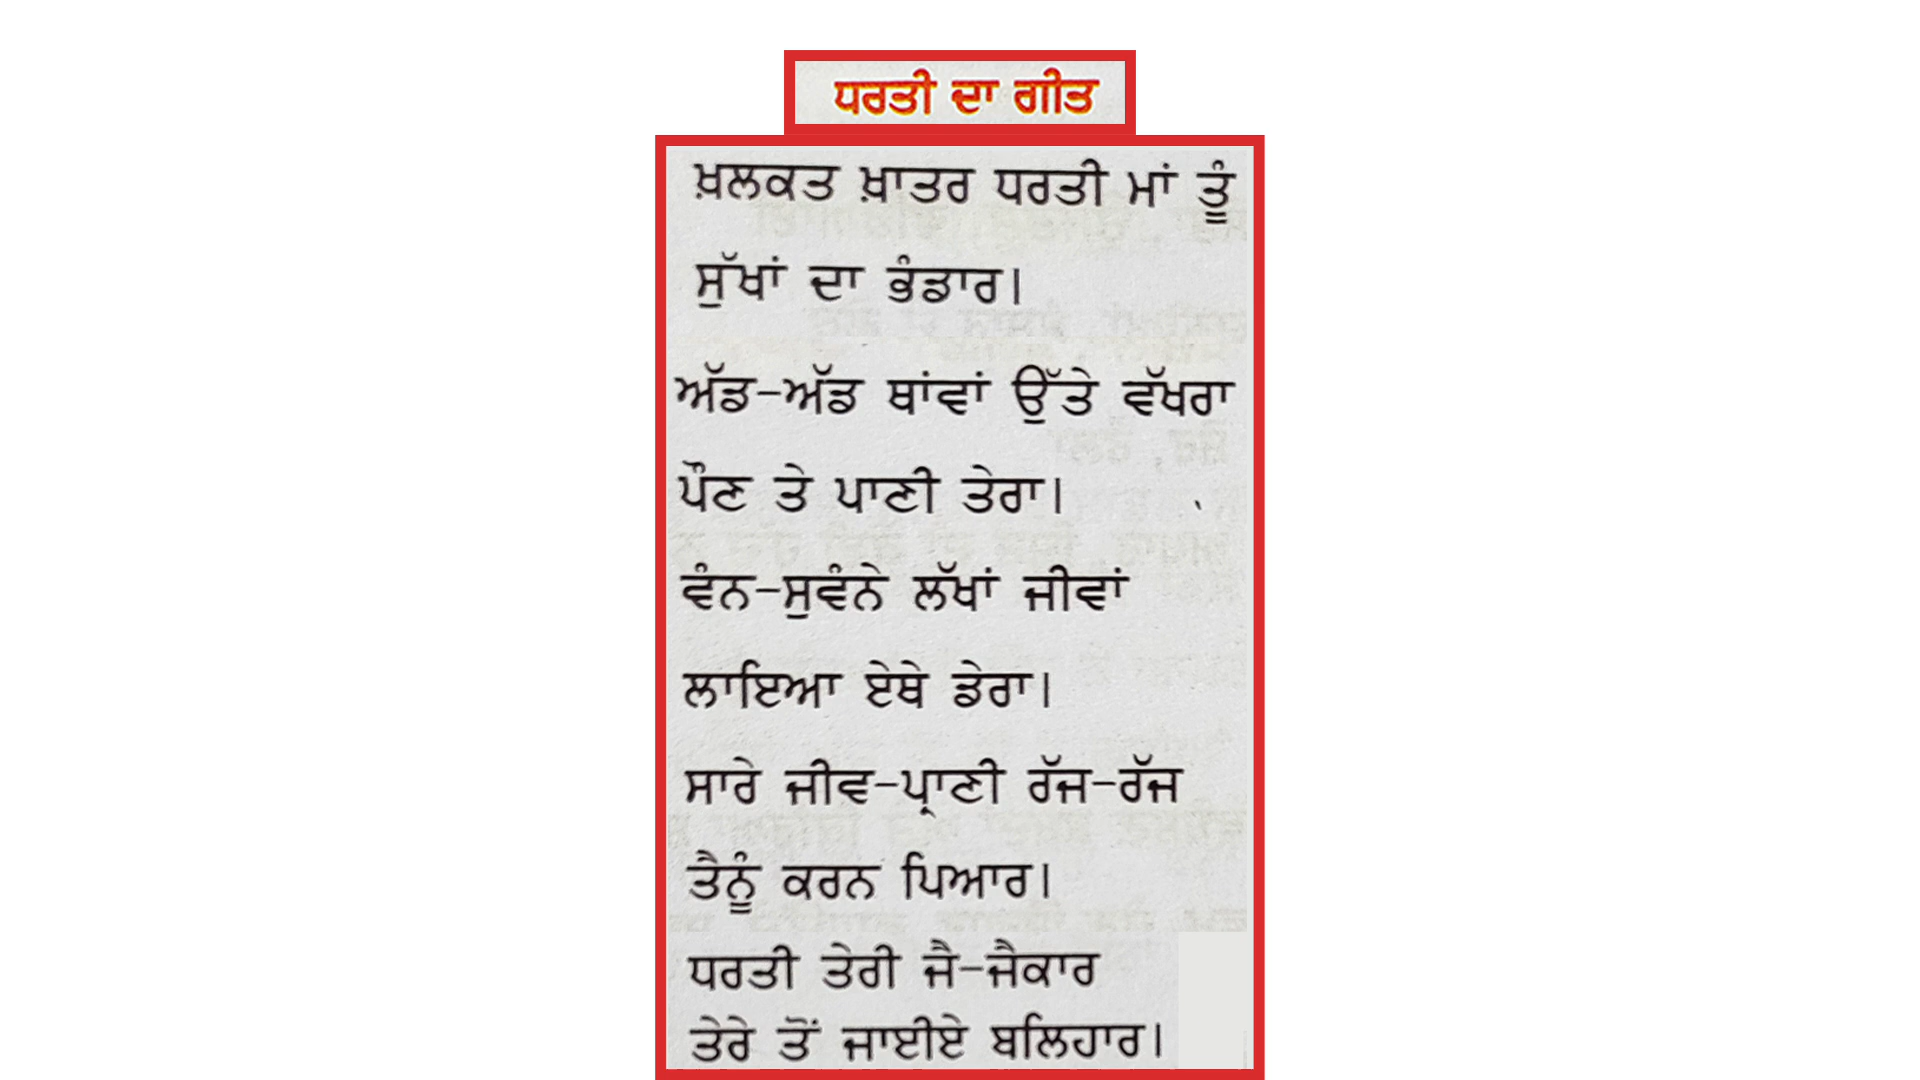 ਧਰਤੀ ਦਾ ਗੀਤ
ਖ਼ਲਕਤ ਖ਼ਾਤਰ ਧਰਤੀ ਮਾਂ ਤੂੰ
ਸੁੱਖਾਂ ਦਾ ਭੰਡਾਰ।
ਅੱਡ-ਅੱਡ ਥਾਂਵਾਂ ਉੱਤੇ ਵੱਖਰਾ
ਪੌਣ ਤੇ ਪਾਣੀ ਤੇਰਾ।
ਵੰਨ-ਸੁਵੰਨੇ ਲੱਖਾਂ ਜੀਵਾਂ
ਲਾਇਆ ਏਥੇ ਡੇਰਾ।
ਸਾਰੇ ਜੀਵ-ਪ੍ਰਾਣੀ ਰੱਜ-ਰੱਜ
ਤੈਨੂੰ ਕਰਨ ਪਿਆਰ।
ਧਰਤੀ ਤੇਰੀ ਜੈ-ਜੈਕਾਰ
ਤੇਰੇ ਤੋਂ ਜਾਈਏ ਬਲਿਹਾਰ।